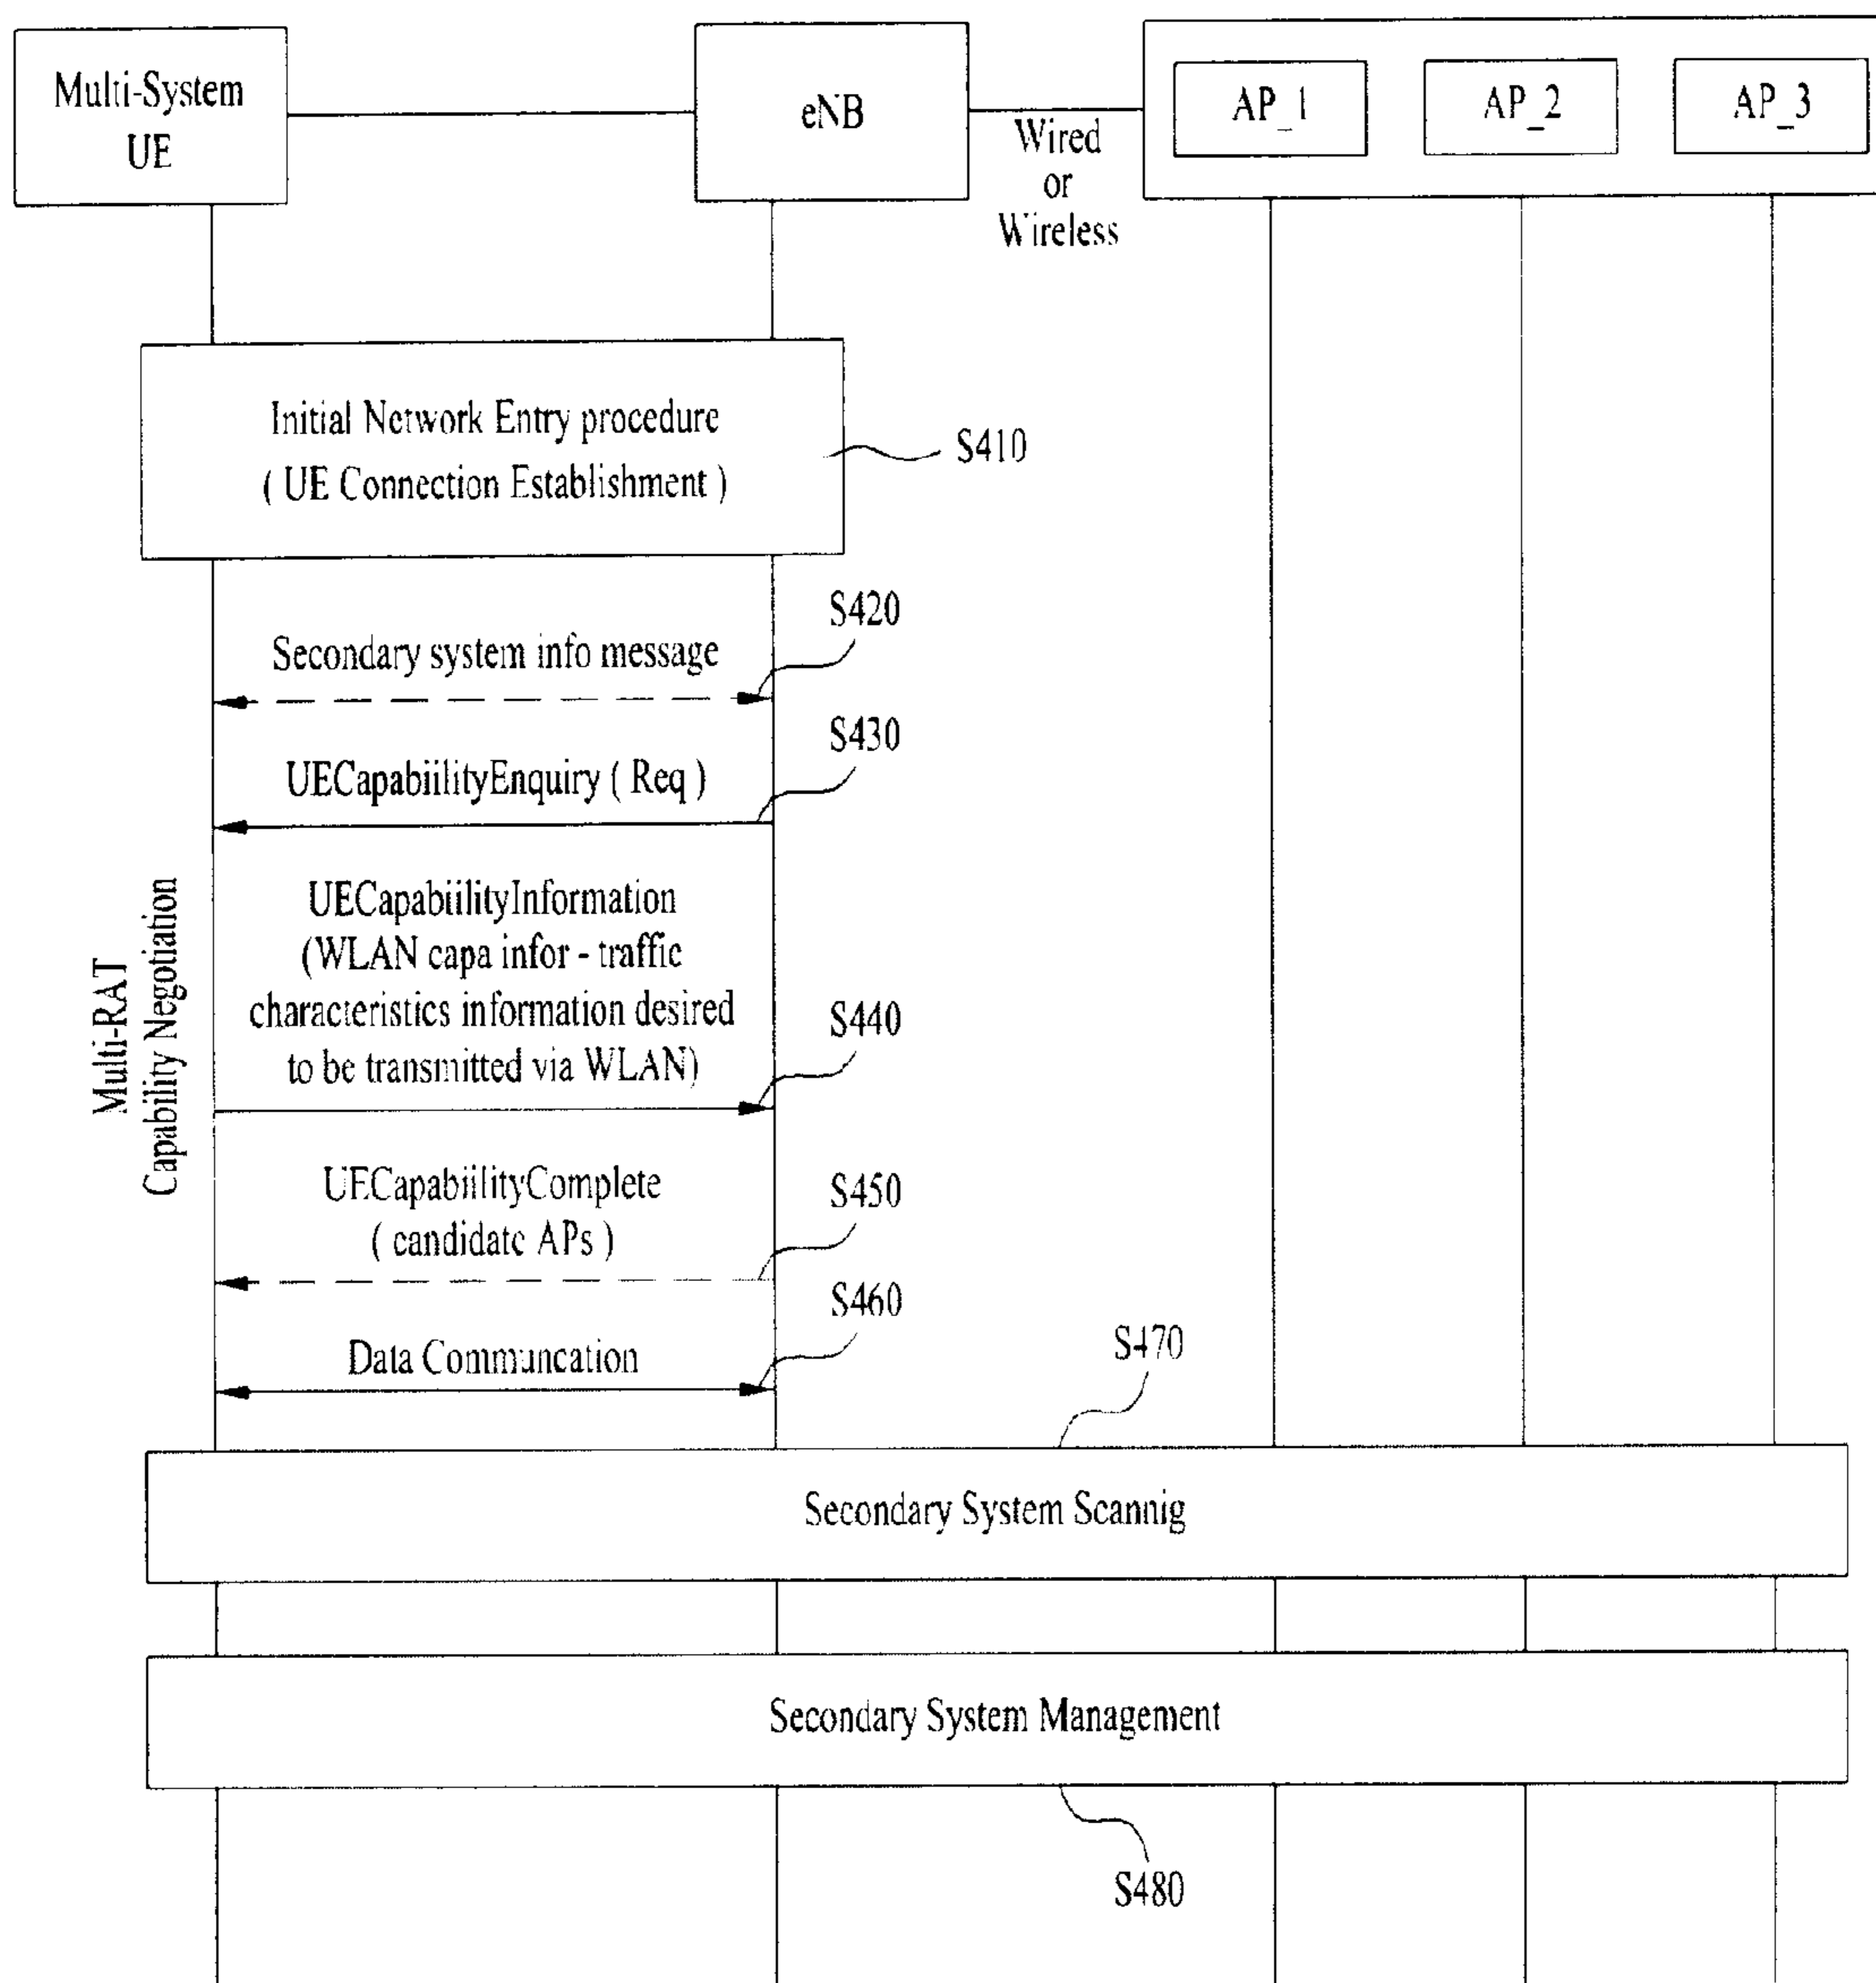 Multi-System
UE
eNB
Wired
or
Wireless
AP_1
AP_2
AP_3
Initial Network Entry procedure
( UE Connection Establishment )
S410
Secondary system info message
S420
UECapabiilityEnquiry ( Req )
S430
Multi-RAT
Capability Negotiation
UECapabiilityInformation
(WLAN capa infor - traffic
characteristics information desired
to be transmitted via WLAN)
S440
UECapabiilityComplete
( candidate APs )
S450
Data Communcation
S460
S470
Secondary System Scannig
Secondary System Management
S480